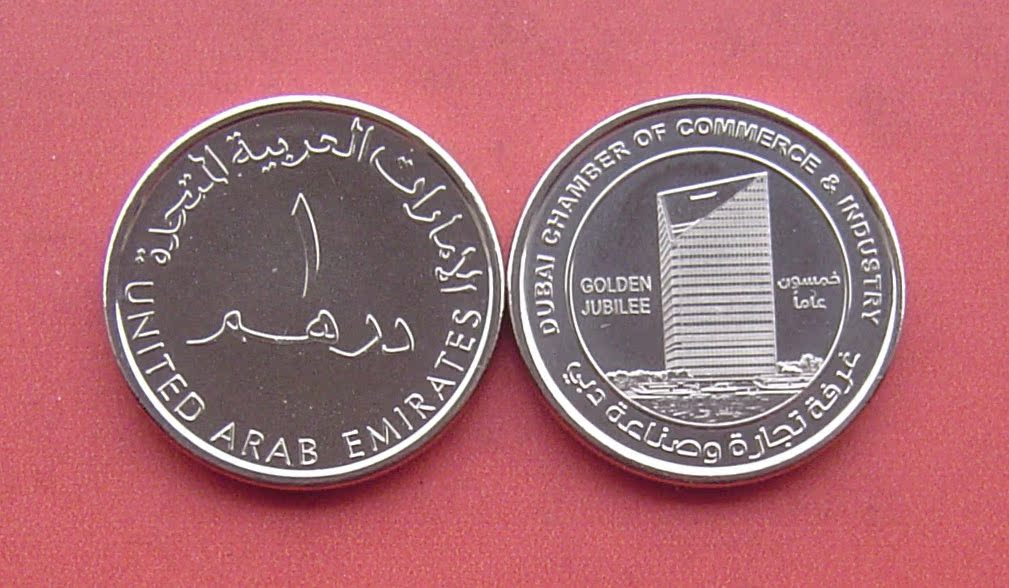 الإمارات العربية المتحدة
١
درهم
UNITED ARAB EMIRATES
DUBAI CHAMBER OF COMMERCE & INDUSTRY
GOLDEN
JUBILEE
خمسون
عاماً
غرفة تجارة وصناعة دبي